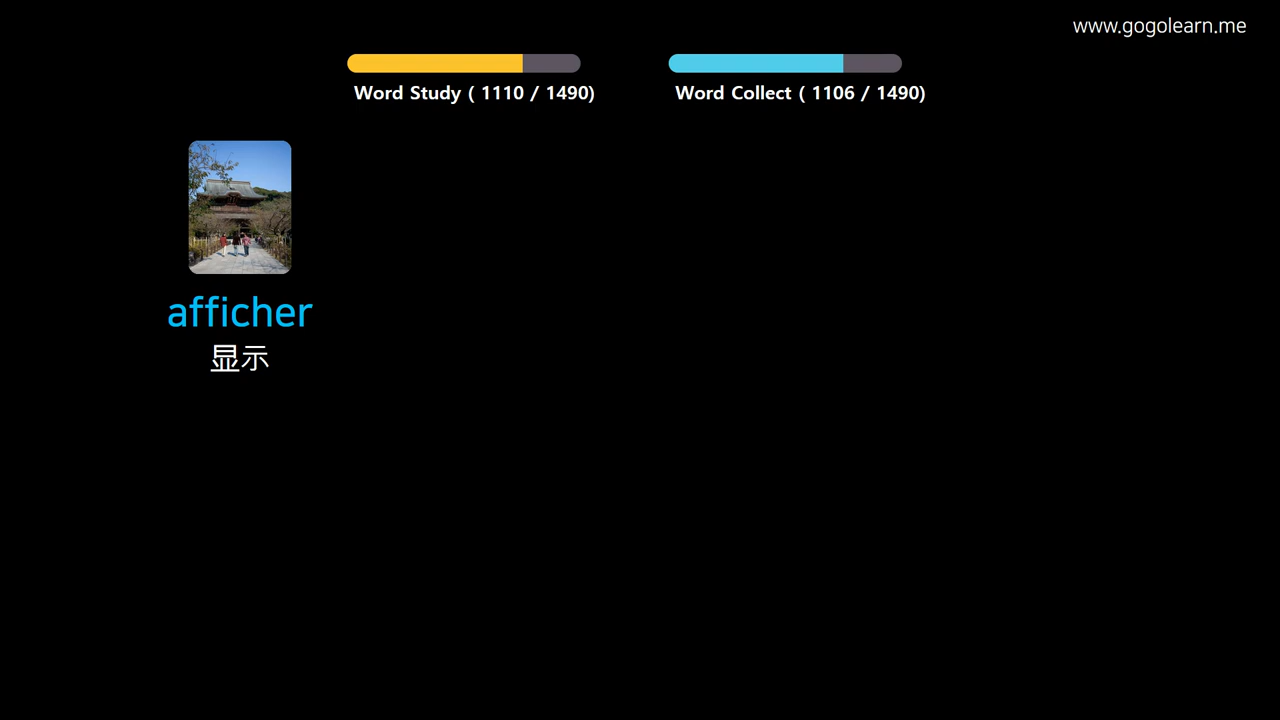 www.gogolearn.me
Word Study ( 1110 / 1490)
Word Collect ( 1106 / 1490)
afficher
显示